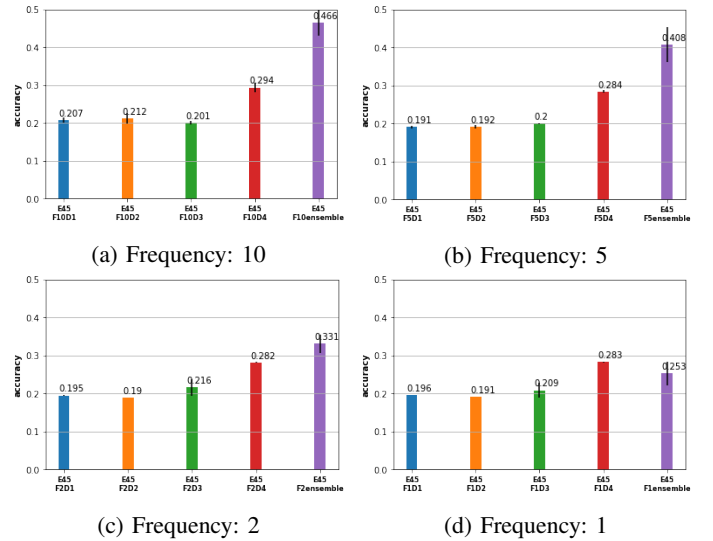 0.5
0.4
0.3
0.2
0.1
0.0
accuracy
0.207
0.212
0.201
0.294
0.466
E45 E45 E45 E45 E45
F10D1 F10D2 F10D3 F10D4 F10ensemble
(a) Frequency: 10
0.5
0.4
0.3
0.2
0.1
0.0
accuracy
0.191
0.192
0.2
0.284
0.408
E45 E45 E45 E45 E45
F5D1 F5D2 F5D3 F5D4 F5ensemble
(b) Frequency: 5
0.5
0.4
0.3
0.2
0.1
0.0
accuracy
0.195
0.19
0.216
0.282
0.331
E45 E45 E45 E45 E45
F2D1 F2D2 F2D3 F2D4 F2ensemble
(c) Frequency: 2
0.5
0.4
0.3
0.2
0.1
0.0
accuracy
0.196
0.191
0.209
0.283
0.253
E45 E45 E45 E45 E45
F1D1 F1D2 F1D3 F1D4 F1ensemble
(d) Frequency: 1